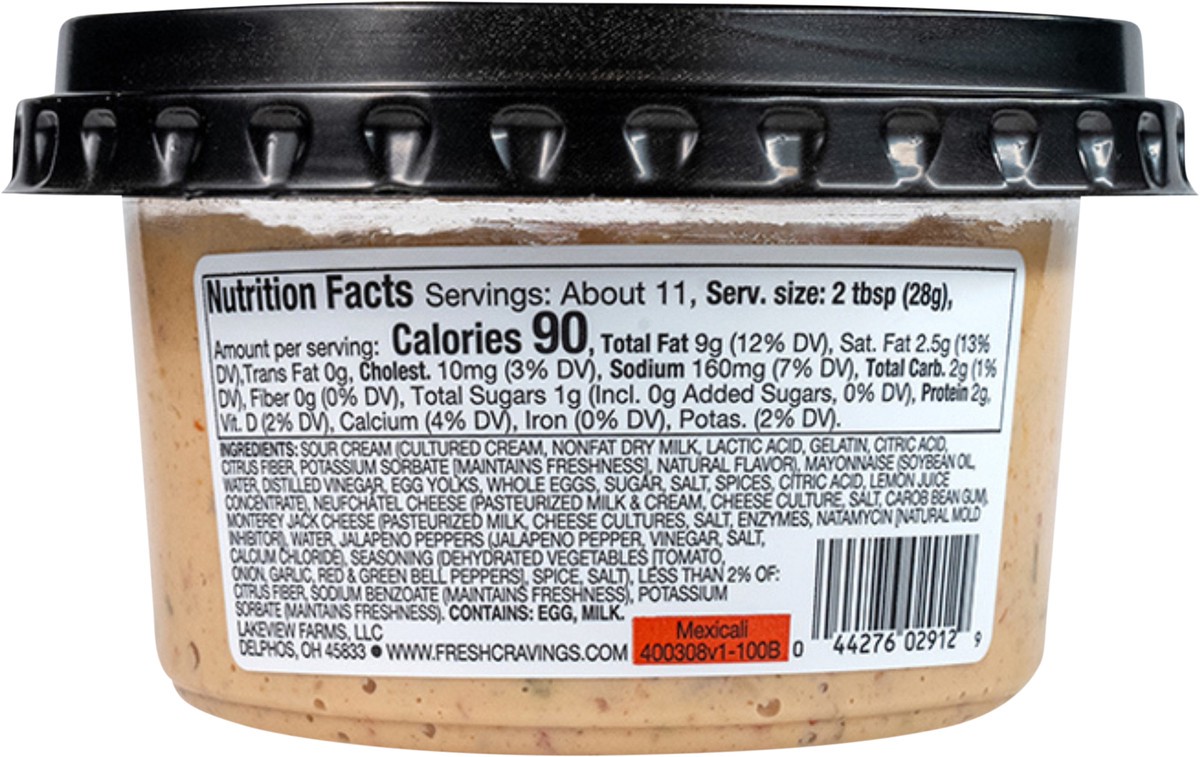 Nutrition Facts Servings: About 11, Serv. size: 2 tbsp (28g),
Amount per serving: Calories 90, Total Fat 9g (12% DV), Sat. Fat 2.5g (13%
DV),Trans Fat 0g, Cholest. 10mg (3% DV), Sodium 160mg (7% DV), Total Carb. 2g (1%
DV), Fiber 0g (0% DV), Total Sugars 1g (Incl. 0g Added Sugars, 0% DV), Protein 2g,
Vit. D (2% DV), Calcium (4% DV), Iron (0% DV), Potas. (2% DV).
INGREDIENTS: SOUR CREAM (CULTURED CREAM, NONFAT DRY MILK, LACTIC ACID, GELATIN, CITRIC ACID,
CITRUS FIBER, POTASSIUM SORBATE [MAINTAINS FRESHNESS], NATURAL FLAVOR), MAYONNAISE (SOYBEAN OIL,
WATER, DISTILLED VINEGAR, EGG YOLKS, WHOLE EGGS, SUGAR, SALT, SPICES, CITRIC ACID, LEMON JUICE
CONCENTRATE), NEUFCHATEL CHEESE (PASTEURIZED MILK & CREAM, CHEESE CULTURE, SALT, CAROB BEAN GUM),
MONTEREY JACK CHEESE (PASTEURIZED MILK, CHEESE CULTURES, SALT, ENZYMES, NATAMYCIN [NATURAL MOLD
INHIBITOR]), WATER, JALAPENO PEPPERS (JALAPENO PEPPER, VINEGAR, SALT,
CALCIUM CHLORIDE), SEASONING (DEHYDRATED VEGETABLES [TOMATO,
ONION, GARLIC, RED & GREEN BELL PEPPERS], SPICE, SALT), LESS THAN 2% OF:
CITRUS FIBER, SODIUM BENZOATE (MAINTAINS FRESHNESS), POTASSIUM
SORBATE (MAINTAINS FRESHNESS). CONTAINS: EGG, MILK.
LAKEVIEW FARMS, LLC
DELPHOS, OH 45833 • WWW.FRESHCRAVINGS.COM
Mexicali
400308v1-100B
0 44276 02912 9